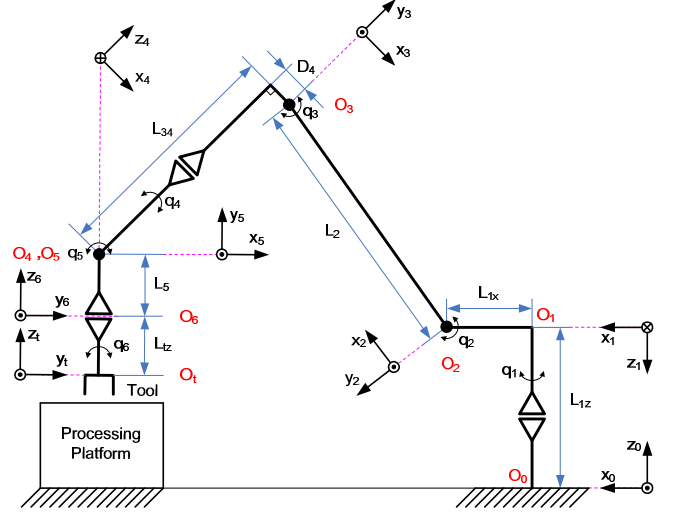 y3
z4
x3
x4
D4
O3
q3
L34
q4
L2
y5
O4 ,O5
q5
x5
z6
L5
L1x
O1
y6
O6
x2
q2
x1
zt
q6
Ltz
O2
z1
y2
q1
yt
Ot
Tool
L1z
Processing
Platform
z0
O0
x0